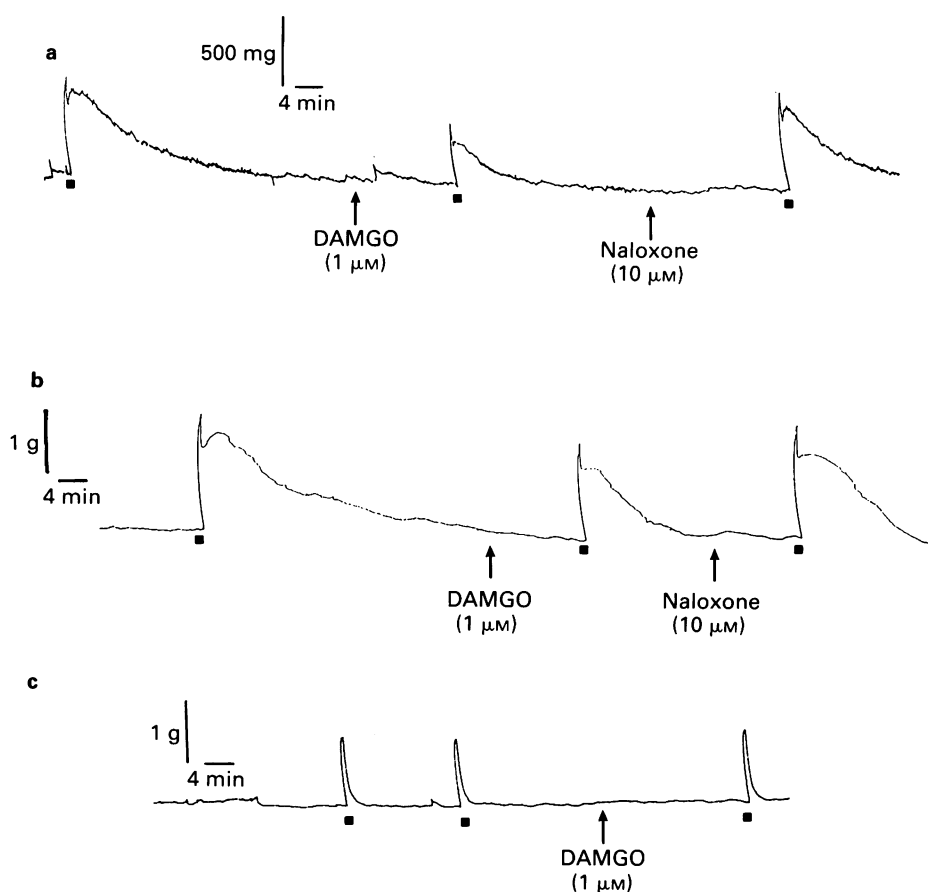 a
500 mg
4 min
DAMGO
(1 μM)
Naloxone
(10 μM)
b
1 g
4 min
DAMGO
(1 μM)
Naloxone
(10 μM)
c
1 g
4 min
DAMGO
(1 μM)